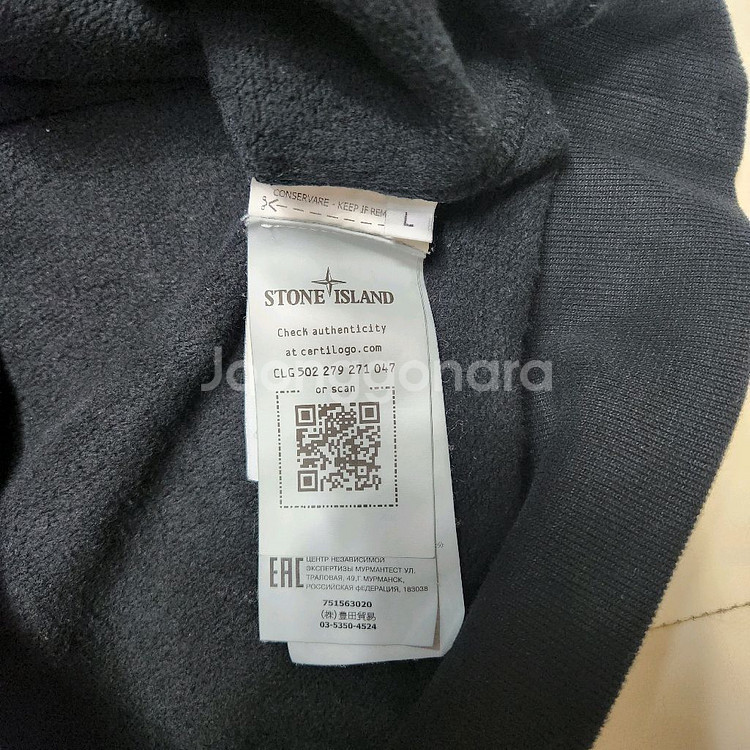 CONSERVARE - KEEP IF REM
L
STONE ISLAND
Check authenticity
at certilogo.com
CLG 502 279 271 047
or scan
EAC
ЦЕНТР НЕЗАВИСИМОЙ
ЭКСПЕРТИЗЫ МУРМАНТЕСТ УЛ.
ТРАЛОВАЯ, 49,Г МУРМАНСК,
РОССИЙСКАЯ ФЕДЕРАЦИЯ, 183038
751563020
(株)豊田貿易
03-5350-4524
Joonggonara